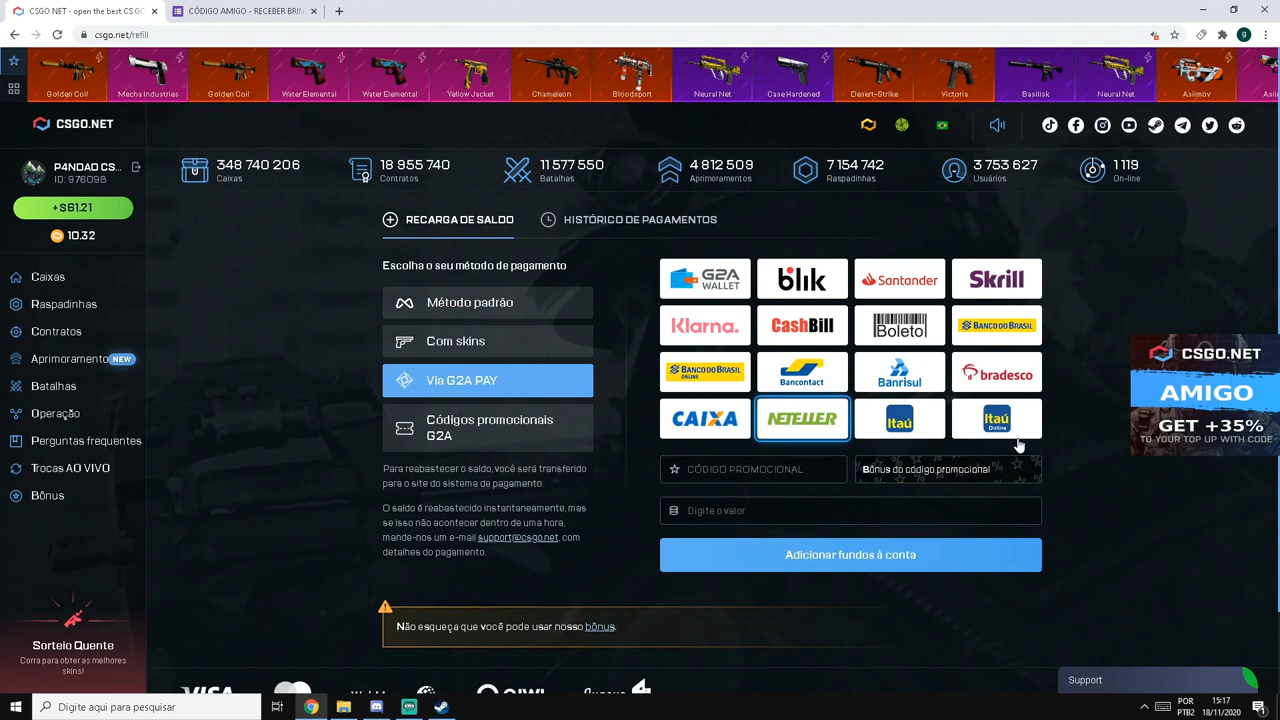 CSGO NET - open the best CS GO
CÓDIGO AMIGO - RECEBER BRIN
csgo.net/refill
g
Golden Coil
Mecha Industries
Golden Coil
Water Elemental
Water Elemental
Yellow Jacket
Chameleon
Bloodsport
Neural Net
Case Hardened
Desert-Strike
Victoria
Basilisk
Neural Net
Asiimov
Asii
CSGO.NET
P4NDAO CS...
ID: 976098
+$61.21
10.32
348 740 206
Caixas
18 955 740
Contratos
11 577 550
Batalhas
4 812 509
Aprimoramentos
7 154 742
Raspadinhas
3 753 627
Usuários
1 119
On-line
Caixas
Raspadinhas
Contratos
Aprimoramento NEW
Batalhas
Operação
Perguntas frequentes
Trocas AO VIVO
Bônus
Sorteio Quente
Corra para obter as melhores
skins!
RECARGA DE SALDO
HISTÓRICO DE PAGAMENTOS
Escolha o seu método de pagamento
Método padrão
Com skins
Via G2A PAY
Códigos promocionais
G2A
Para reabastecer o saldo, você será transferido
para o site do sistema de pagamento.
O saldo é reabastecido instantaneamente, mas
se isso não acontecer dentro de uma hora,
mande-nos um e-mail support@csgo.net, com
detalhes do pagamento.
G2A WALLET
blik
Santander
Skrill
Klarna.
CashBill
Boleto
BANCO DO BRASIL
BANCO DO BRASIL ONLINE
Bancontact
Banrisul
bradesco
CAIXA
NETELLER
Itaú
Itaú Online
CÓDIGO PROMOCIONAL
Bônus do código promocional
Digite o valor
Adicionar fundos à conta
Não esqueça que você pode usar nosso bônus.
CSGO.NET
AMIGO
GET +35%
TO YOUR TOP UP WITH CODE
VISA
QIWI
Support
Digite aqui para pesquisar
POR
PTB2
15:17
18/11/2020
1